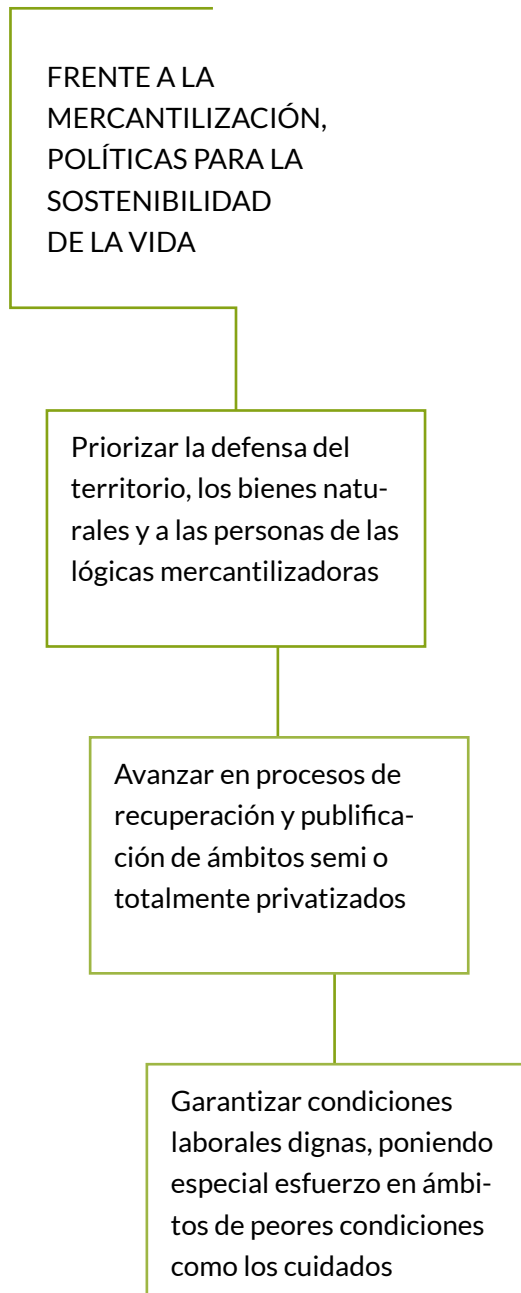 FRENTE A LA
MERCANTILIZACIÓN,
POLÍTICAS PARA LA
SOSTENIBILIDAD
DE LA VIDA
Priorizar la defensa del
territorio, los bienes natu-
rales y a las personas de las
lógicas mercantilizadoras
Avanzar en procesos de
recuperación y publifica-
ción de ámbitos semi o
totalmente privatizados
Garantizar condiciones
laborales dignas, poniendo
especial esfuerzo en ámbi-
tos de peores condiciones
como los cuidados